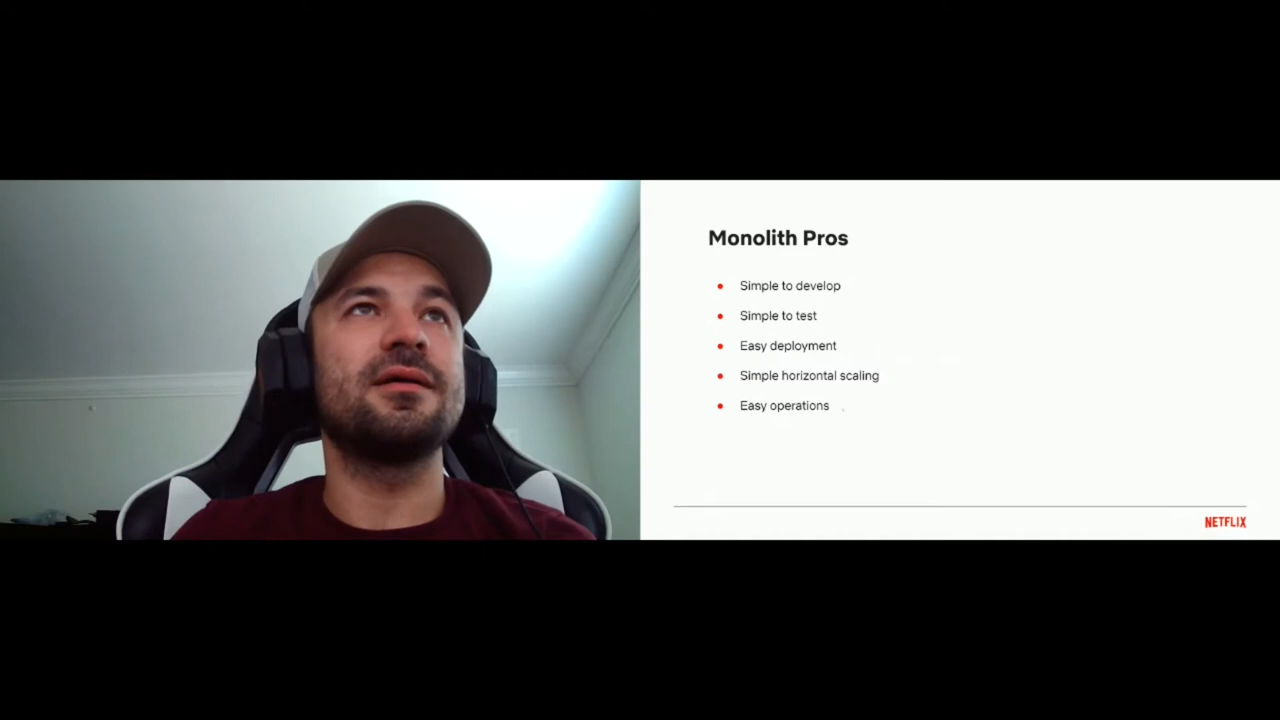 Monolith Pros
Simple to develop
Simple to test
Easy deployment
Simple horizontal scaling
Easy operations
NETFLIX